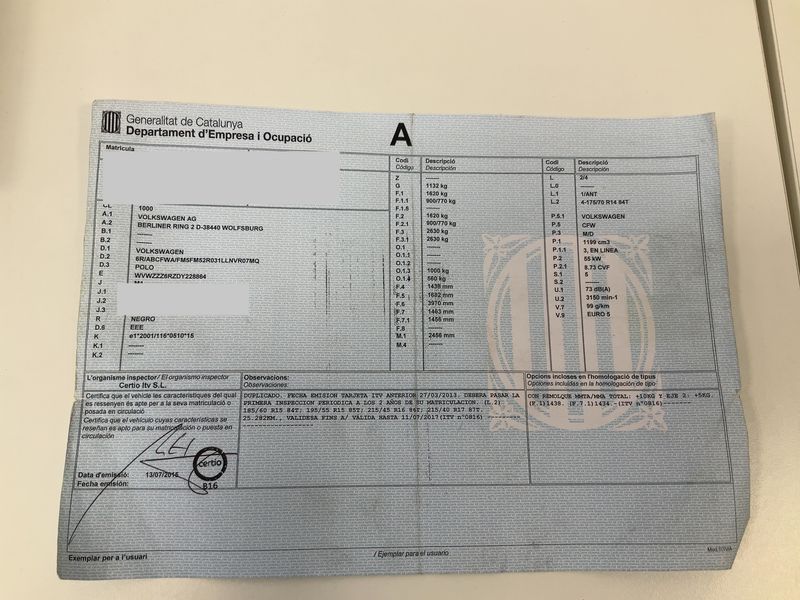 Generalitat de Catalunya
Departament d'Empresa i Ocupació
A
Matrícula
CL 1000
A.1 VOLKSWAGEN AG
A.2 BERLINER RING 2 D-38440 WOLFSBURG
B.1 -------
B.2 -------
D.1 VOLKSWAGEN
D.2 6R/ABCFWA/FM5FM52R031LLNVR07MQ
D.3 POLO
E WVWZZZ6RZDY228864
J M1
J.1
J.2
J.3
R NEGRO
D.6 EEE
K e1*2001/116*0510*15
K.1 -------
K.2 -------
Codi Descripció
Código Descripción
Z -------
G 1132 kg
F.1 1620 kg
F.1.1 900/770 kg
F.1.5 -------
F.2 1620 kg
F.2.1 900/770 kg
F.3 2630 kg
F.3.1 2630 kg
O.1 -------
O.1.1 -------
O.1.2 -------
O.1.3 1000 kg
O.1.4 560 kg
F.4 1438 mm
F.5 1682 mm
F.6 3970 mm
F.7 1463 mm
F.7.1 1456 mm
F.8 -------
M.1 2456 mm
M.4 -------
Codi Descripció
Código Descripción
L 2/4
L.0 -------
L.1 1/ANT
L.2 4-175/70 R14 84T
P.5.1 VOLKSWAGEN
P.5 CFW
P.3 M/D
P.1 1199 cm3
P.1.1 3, EN LINEA
P.2 55 kW
P.2.1 8.73 CVF
S.1 5
S.2 -------
U.1 73 dB(A)
U.2 3150 min-1
V.7 99 g/km
V.9 EURO 5
L'organisme inspector/ El organismo inspector
Certio Itv S.L.
Certifica que el vehicle les característiques del qual
es ressenyen és apte per a la seva matriculació o
posada en circulació
Certifica que el vehículo cuyas características se
reseñan es apto para su matriculación o puesta en
circulación
certio
816
Data d'emissió: 13/07/2015
Fecha emisión:
Observacions:
Observaciones:
DUPLICADO. FECHA EMISION TARJETA ITV ANTERIOR 27/03/2013. DEBERA PASAR LA
PRIMERA INSPECCION PERIODICA A LOS 2 AÑOS DE SU MATRICULACION. (L.2)
185/60 R15 84T; 195/55 R15 85T; 215/45 R16 86T; 215/40 R17 87T.
25.282KM., VALIDESA FINS A/ VÁLIDA HASTA 11/07/2017(ITV nº0816)
Opcions incloses en l'homologació de tipus
Opciones incluidas en la homologación de tipo
CON REMOLQUE MMTA/MMA TOTAL: +10KG Y EJE 2: +5KG.
(F.1)1438. (F.7.1)1434.-(ITV nº0816)
Exemplar per a l'usuari
/ Ejemplar para el usuario